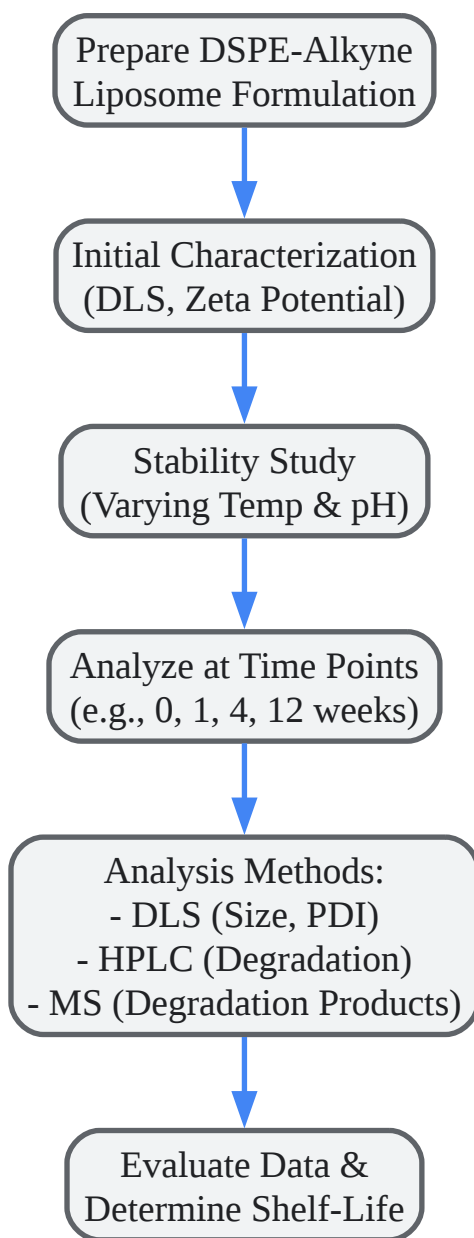 Prepare DSPE-Alkyne
Liposome Formulation
Initial Characterization
(DLS, Zeta Potential)
Stability Study
(Varying Temp & pH)
Analyze at Time Points
(e.g., 0, 1, 4, 12 weeks)
Analysis Methods:
- DLS (Size, PDI)
- HPLC (Degradation)
- MS (Degradation Products)
Evaluate Data &
Determine Shelf-Life